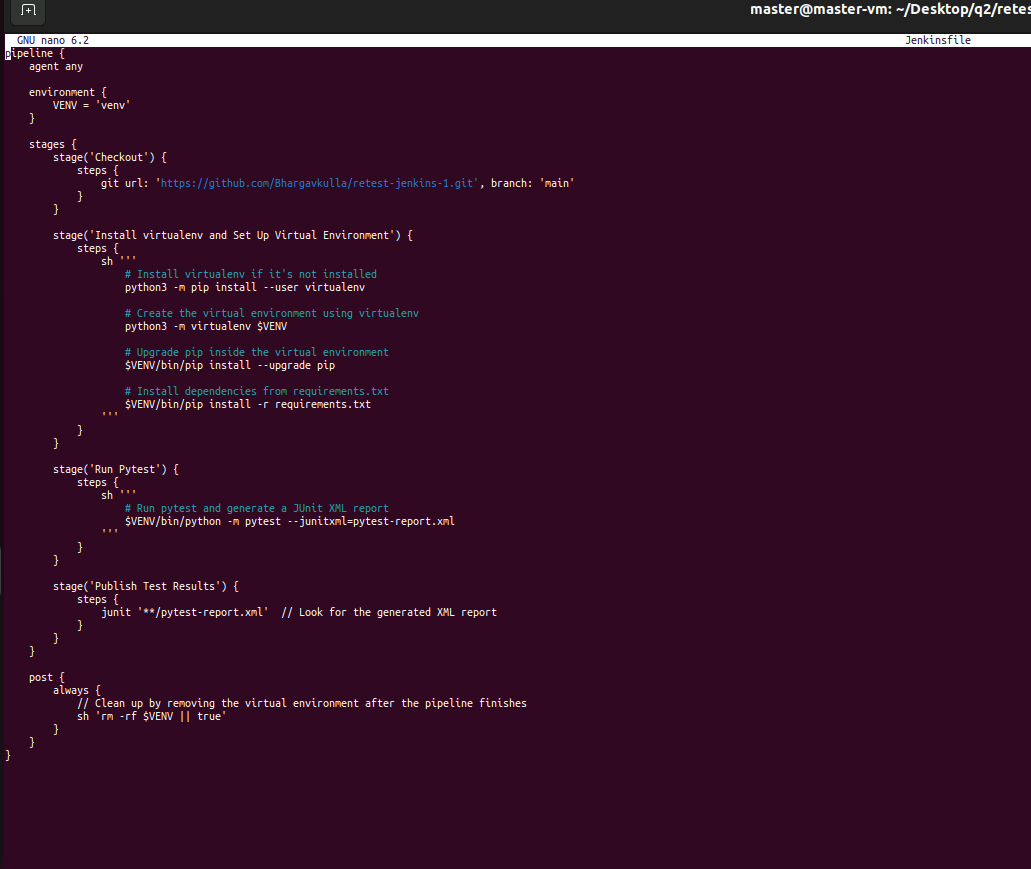 master@master-vm: ~/Desktop/q2/retes
GNU nano 6.2 Jenkinsfile
pipeline {
    agent any

    environment {
        VENV = 'venv'
    }

    stages {
        stage('Checkout') {
            steps {
                git url: 'https://github.com/Bhargavkulla/retest-jenkins-1.git', branch: 'main'
            }
        }

        stage('Install virtualenv and Set Up Virtual Environment') {
            steps {
                sh '''
                    # Install virtualenv if it's not installed
                    python3 -m pip install --user virtualenv

                    # Create the virtual environment using virtualenv
                    python3 -m virtualenv $VENV

                    # Upgrade pip inside the virtual environment
                    $VENV/bin/pip install --upgrade pip

                    # Install dependencies from requirements.txt
                    $VENV/bin/pip install -r requirements.txt
                '''
            }
        }

        stage('Run Pytest') {
            steps {
                sh '''
                    # Run pytest and generate a JUnit XML report
                    $VENV/bin/python -m pytest --junitxml=pytest-report.xml
                '''
            }
        }

        stage('Publish Test Results') {
            steps {
                junit '**/pytest-report.xml'  // Look for the generated XML report
            }
        }
    }

    post {
        always {
            // Clean up by removing the virtual environment after the pipeline finishes
            sh 'rm -rf $VENV || true'
        }
    }
}